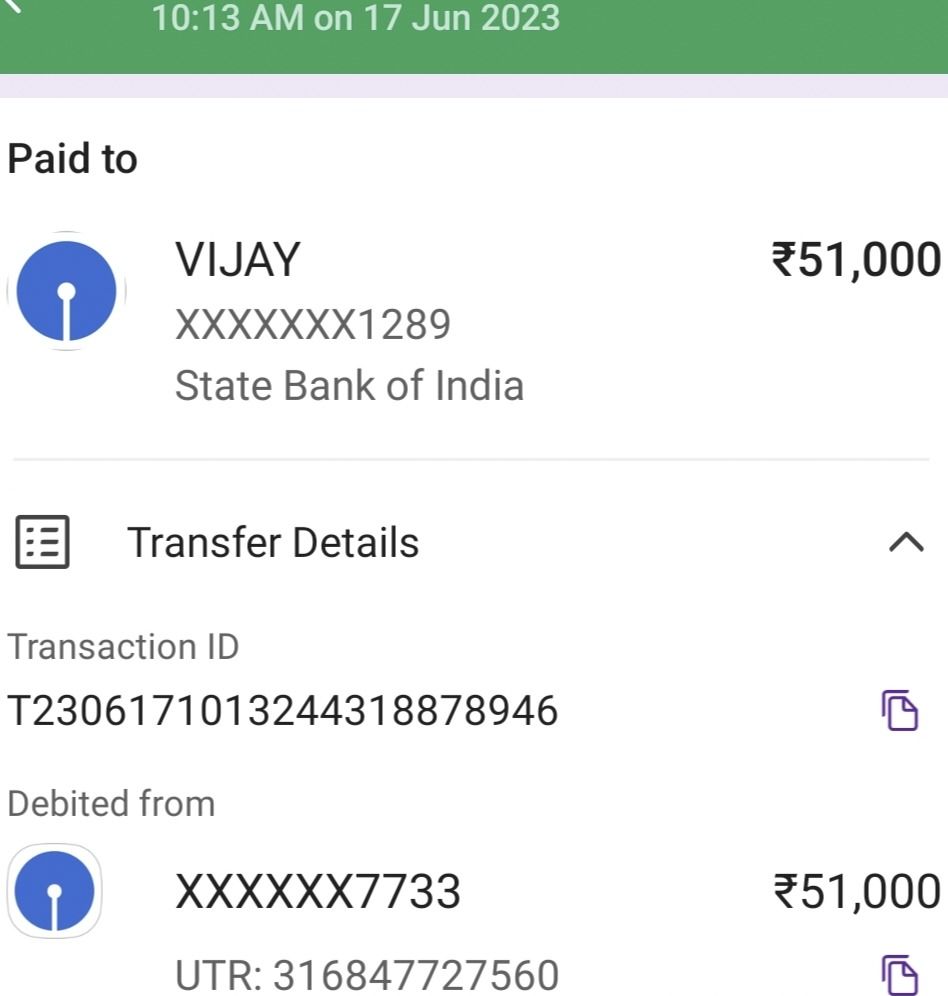 10:13 AM on 17 Jun 2023
Paid to
VIJAY
₹51,000
XXXXXXX1289
State Bank of India
Transfer Details
Transaction ID
T2306171013244318878946
Debited from
XXXXXX7733
₹51,000
UTR: 316847727560